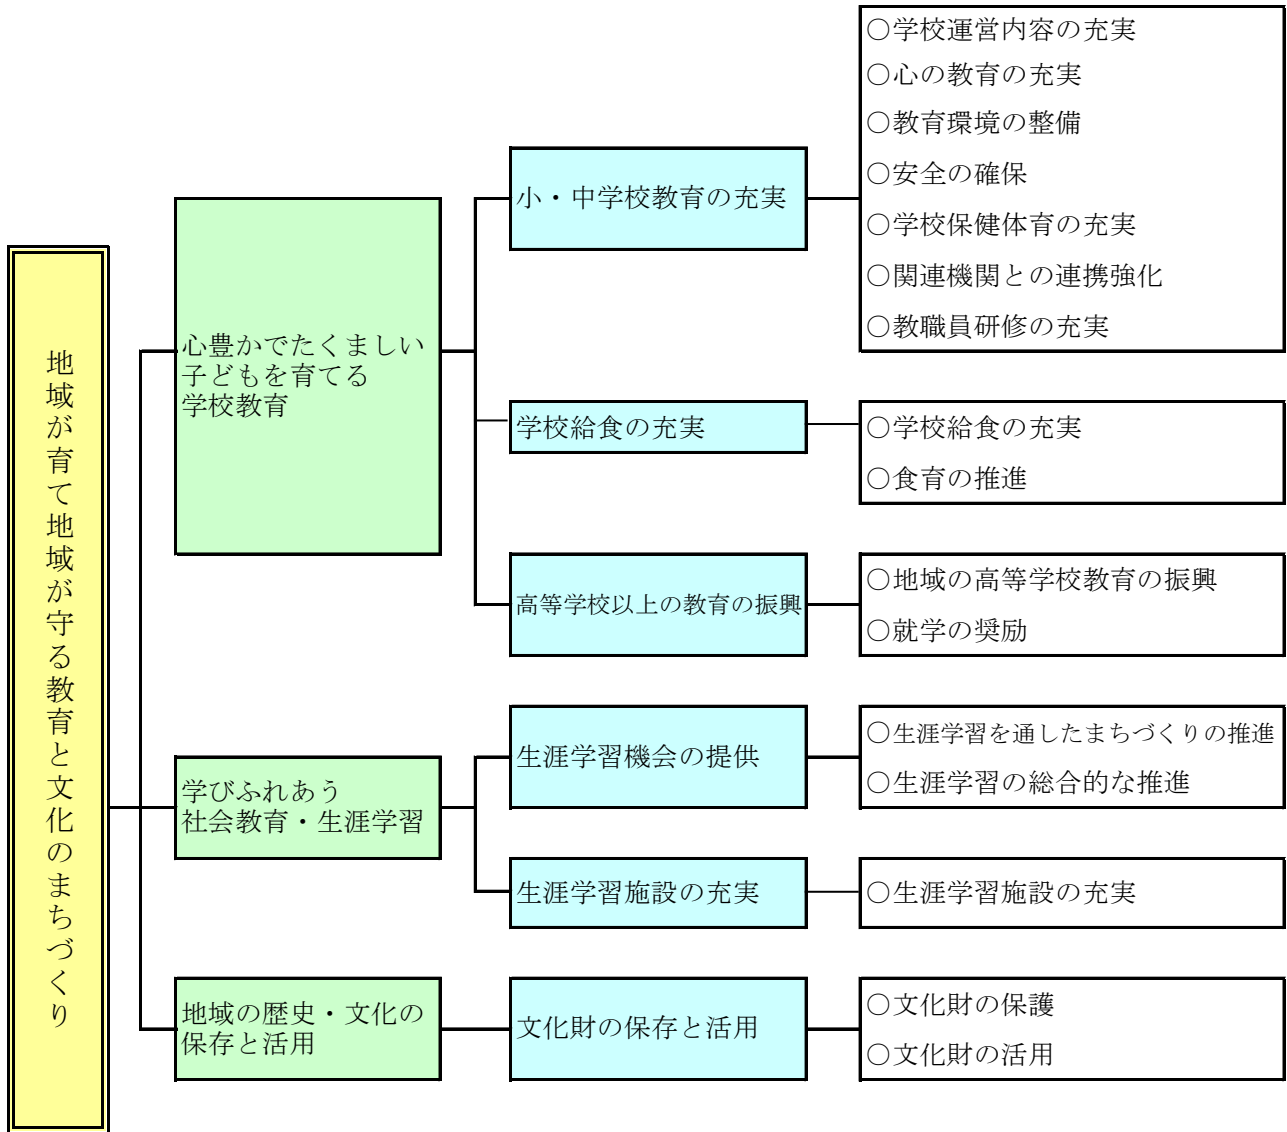 地域が育て地域が守る教育と文化のまちづくり
心豊かでたくましい
子どもを育てる
学校教育
小・中学校教育の充実
○学校運営内容の充実
○心の教育の充実
○教育環境の整備
○安全の確保
○学校保健体育の充実
○関連機関との連携強化
○教職員研修の充実
学校給食の充実
○学校給食の充実
○食育の推進
高等学校以上の教育の振興
○地域の高等学校教育の振興
○就学の奨励
学びふれあう
社会教育・生涯学習
生涯学習機会の提供
○生涯学習を通したまちづくりの推進
○生涯学習の総合的な推進
生涯学習施設の充実
○生涯学習施設の充実
地域の歴史・文化の
保存と活用
文化財の保存と活用
○文化財の保護
○文化財の活用